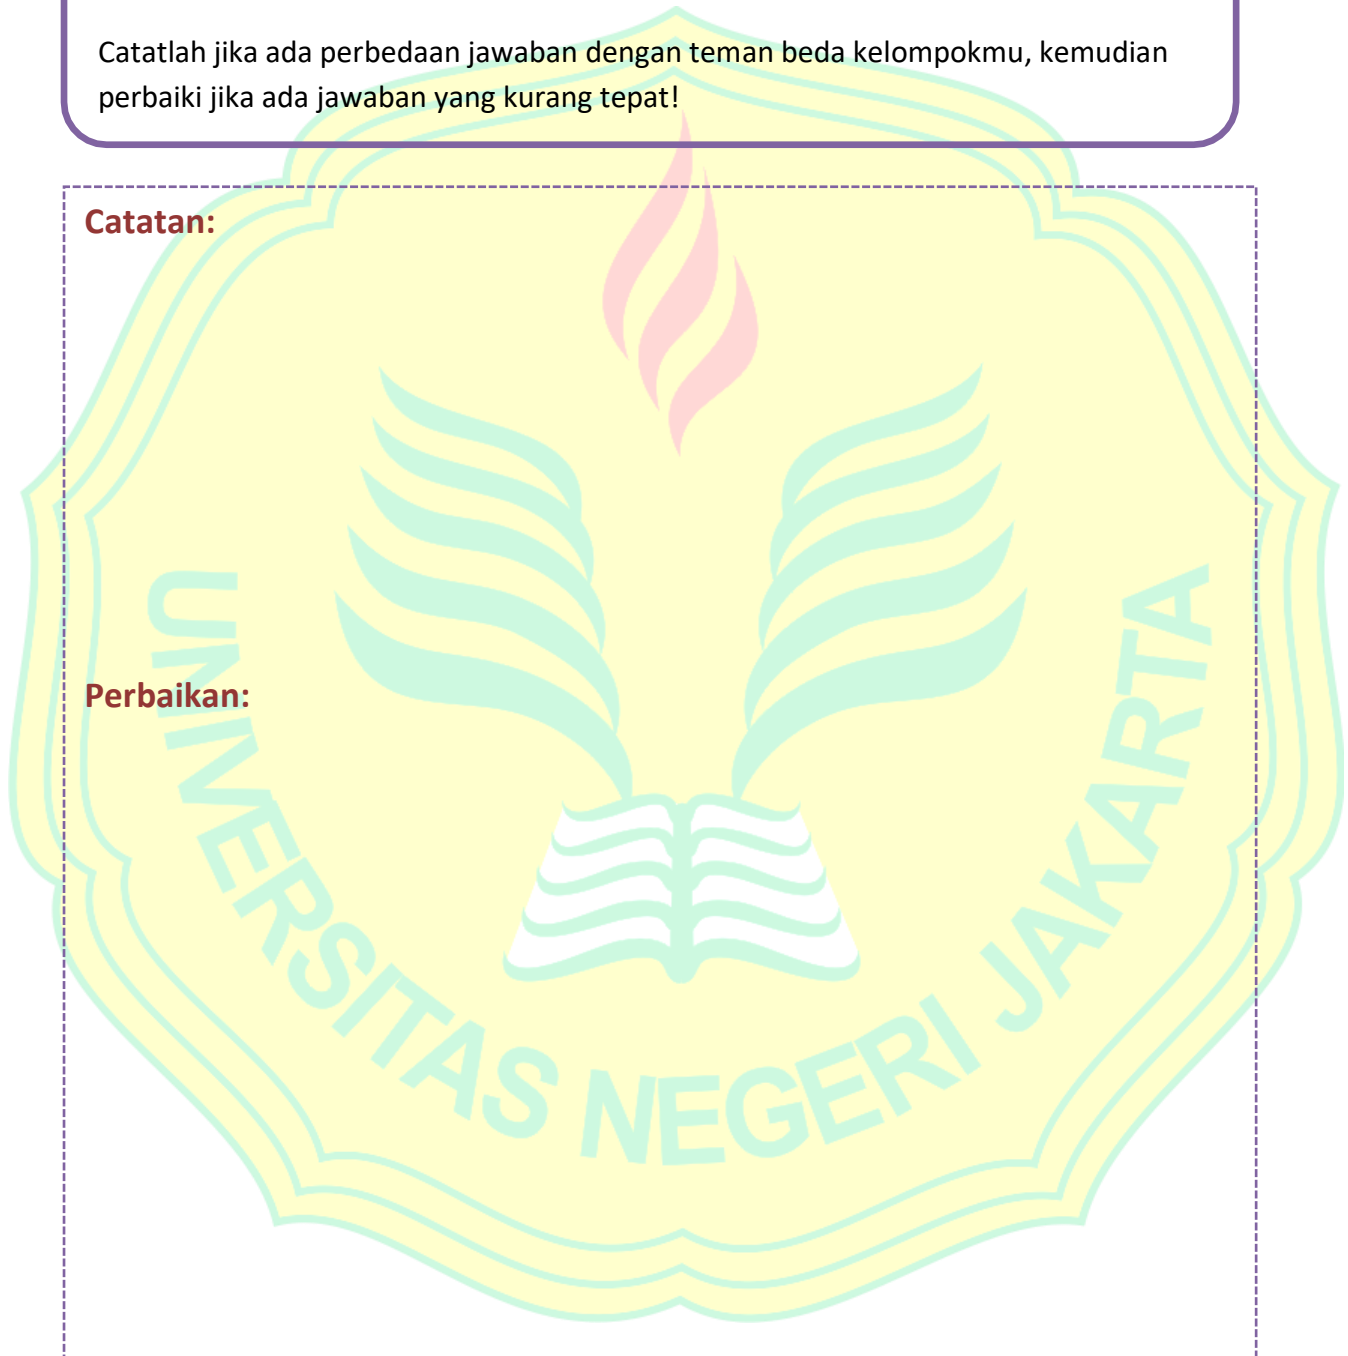 Catatlah jika ada perbedaan jawaban dengan teman beda kelompokmu, kemudian
perbaiki jika ada jawaban yang kurang tepat!
Catatan:
Perbaikan:
UNIVERSITAS NEGERI JAKARTA